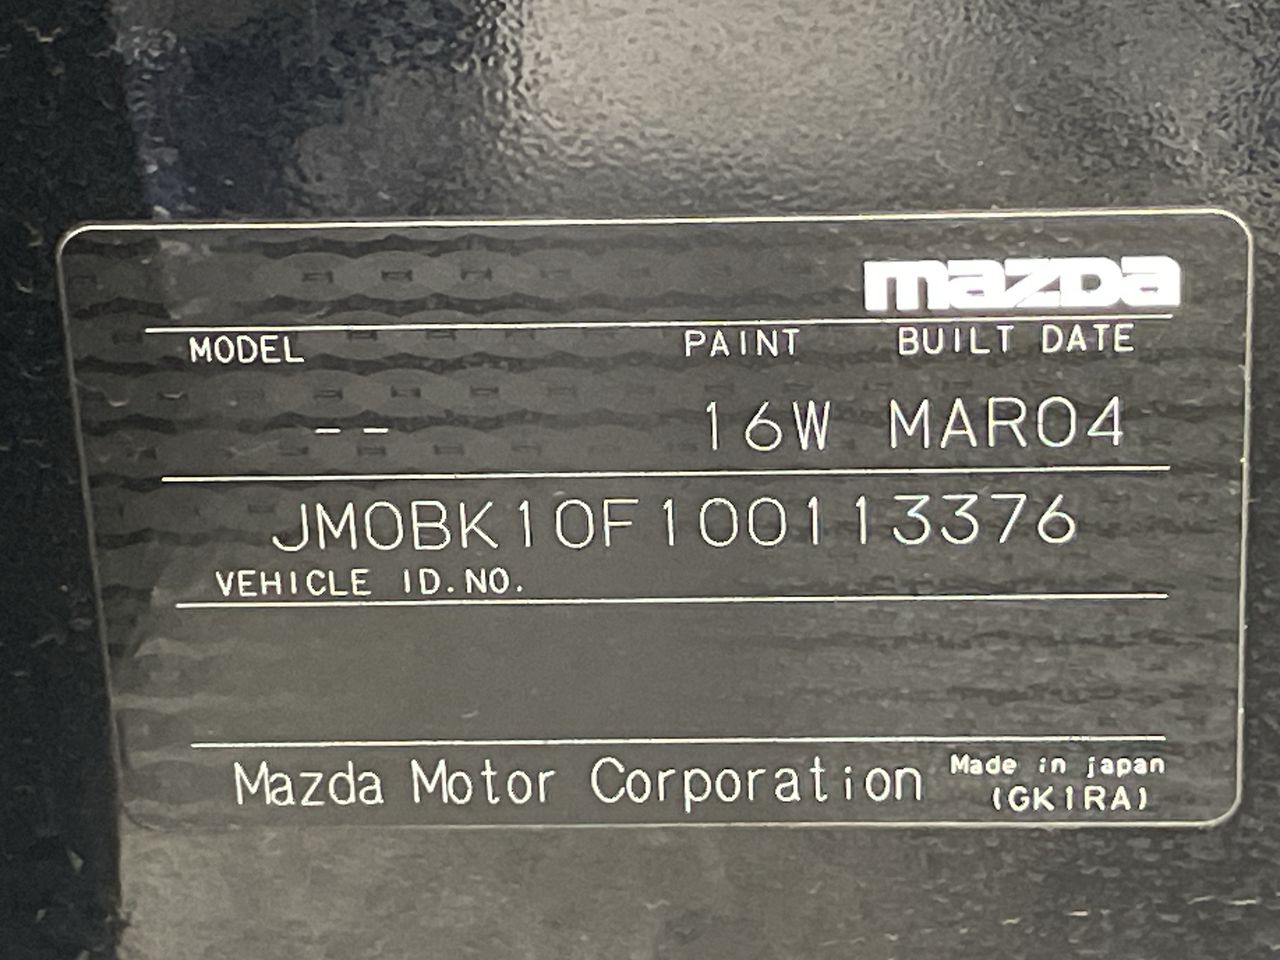 mazda
MODEL PAINT BUILT DATE
-- 16W MAR04
JM0BK10F100113376
VEHICLE ID.NO.
Mazda Motor Corporation Made in japan
(GK1RA)